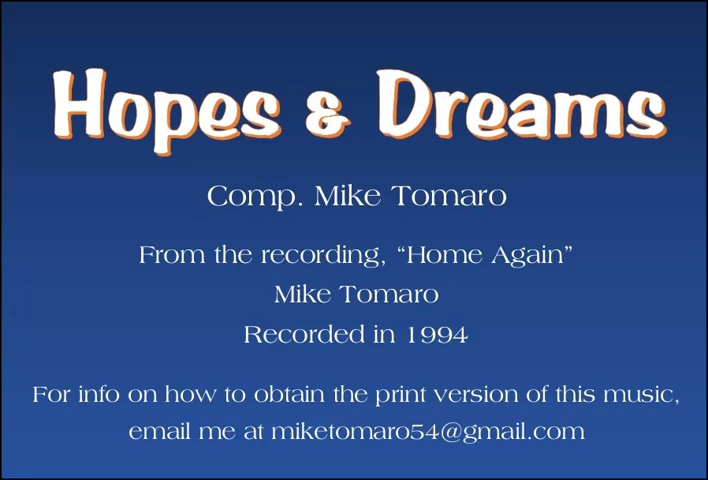 Hopes & Dreams
Comp. Mike Tomaro
From the recording, “Home Again”
Mike Tomaro
Recorded in 1994
For info on how to obtain the print version of this music,
email me at miketomaro54@gmail.com